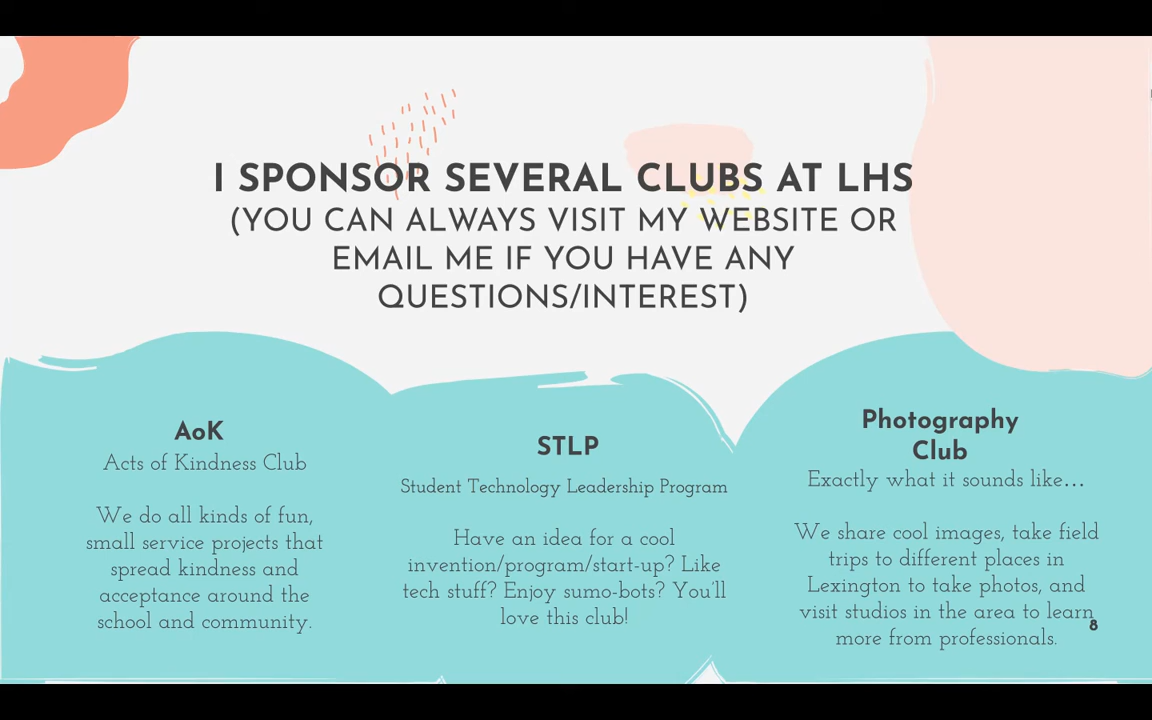 I SPONSOR SEVERAL CLUBS AT LHS
(YOU CAN ALWAYS VISIT MY WEBSITE OR
EMAIL ME IF YOU HAVE ANY
QUESTIONS/INTEREST)
AoK
Acts of Kindness Club
We do all kinds of fun,
small service projects that
spread kindness and
acceptance around the
school and community.
STLP
Student Technology Leadership Program
Have an idea for a cool
invention/program/start-up? Like
tech stuff? Enjoy sumo-bots? You'll
love this club!
Photography
Club
Exactly what it sounds like...
We share cool images, take field
trips to different places in
Lexington to take photos, and
visit studios in the area to learn
more from professionals.
8